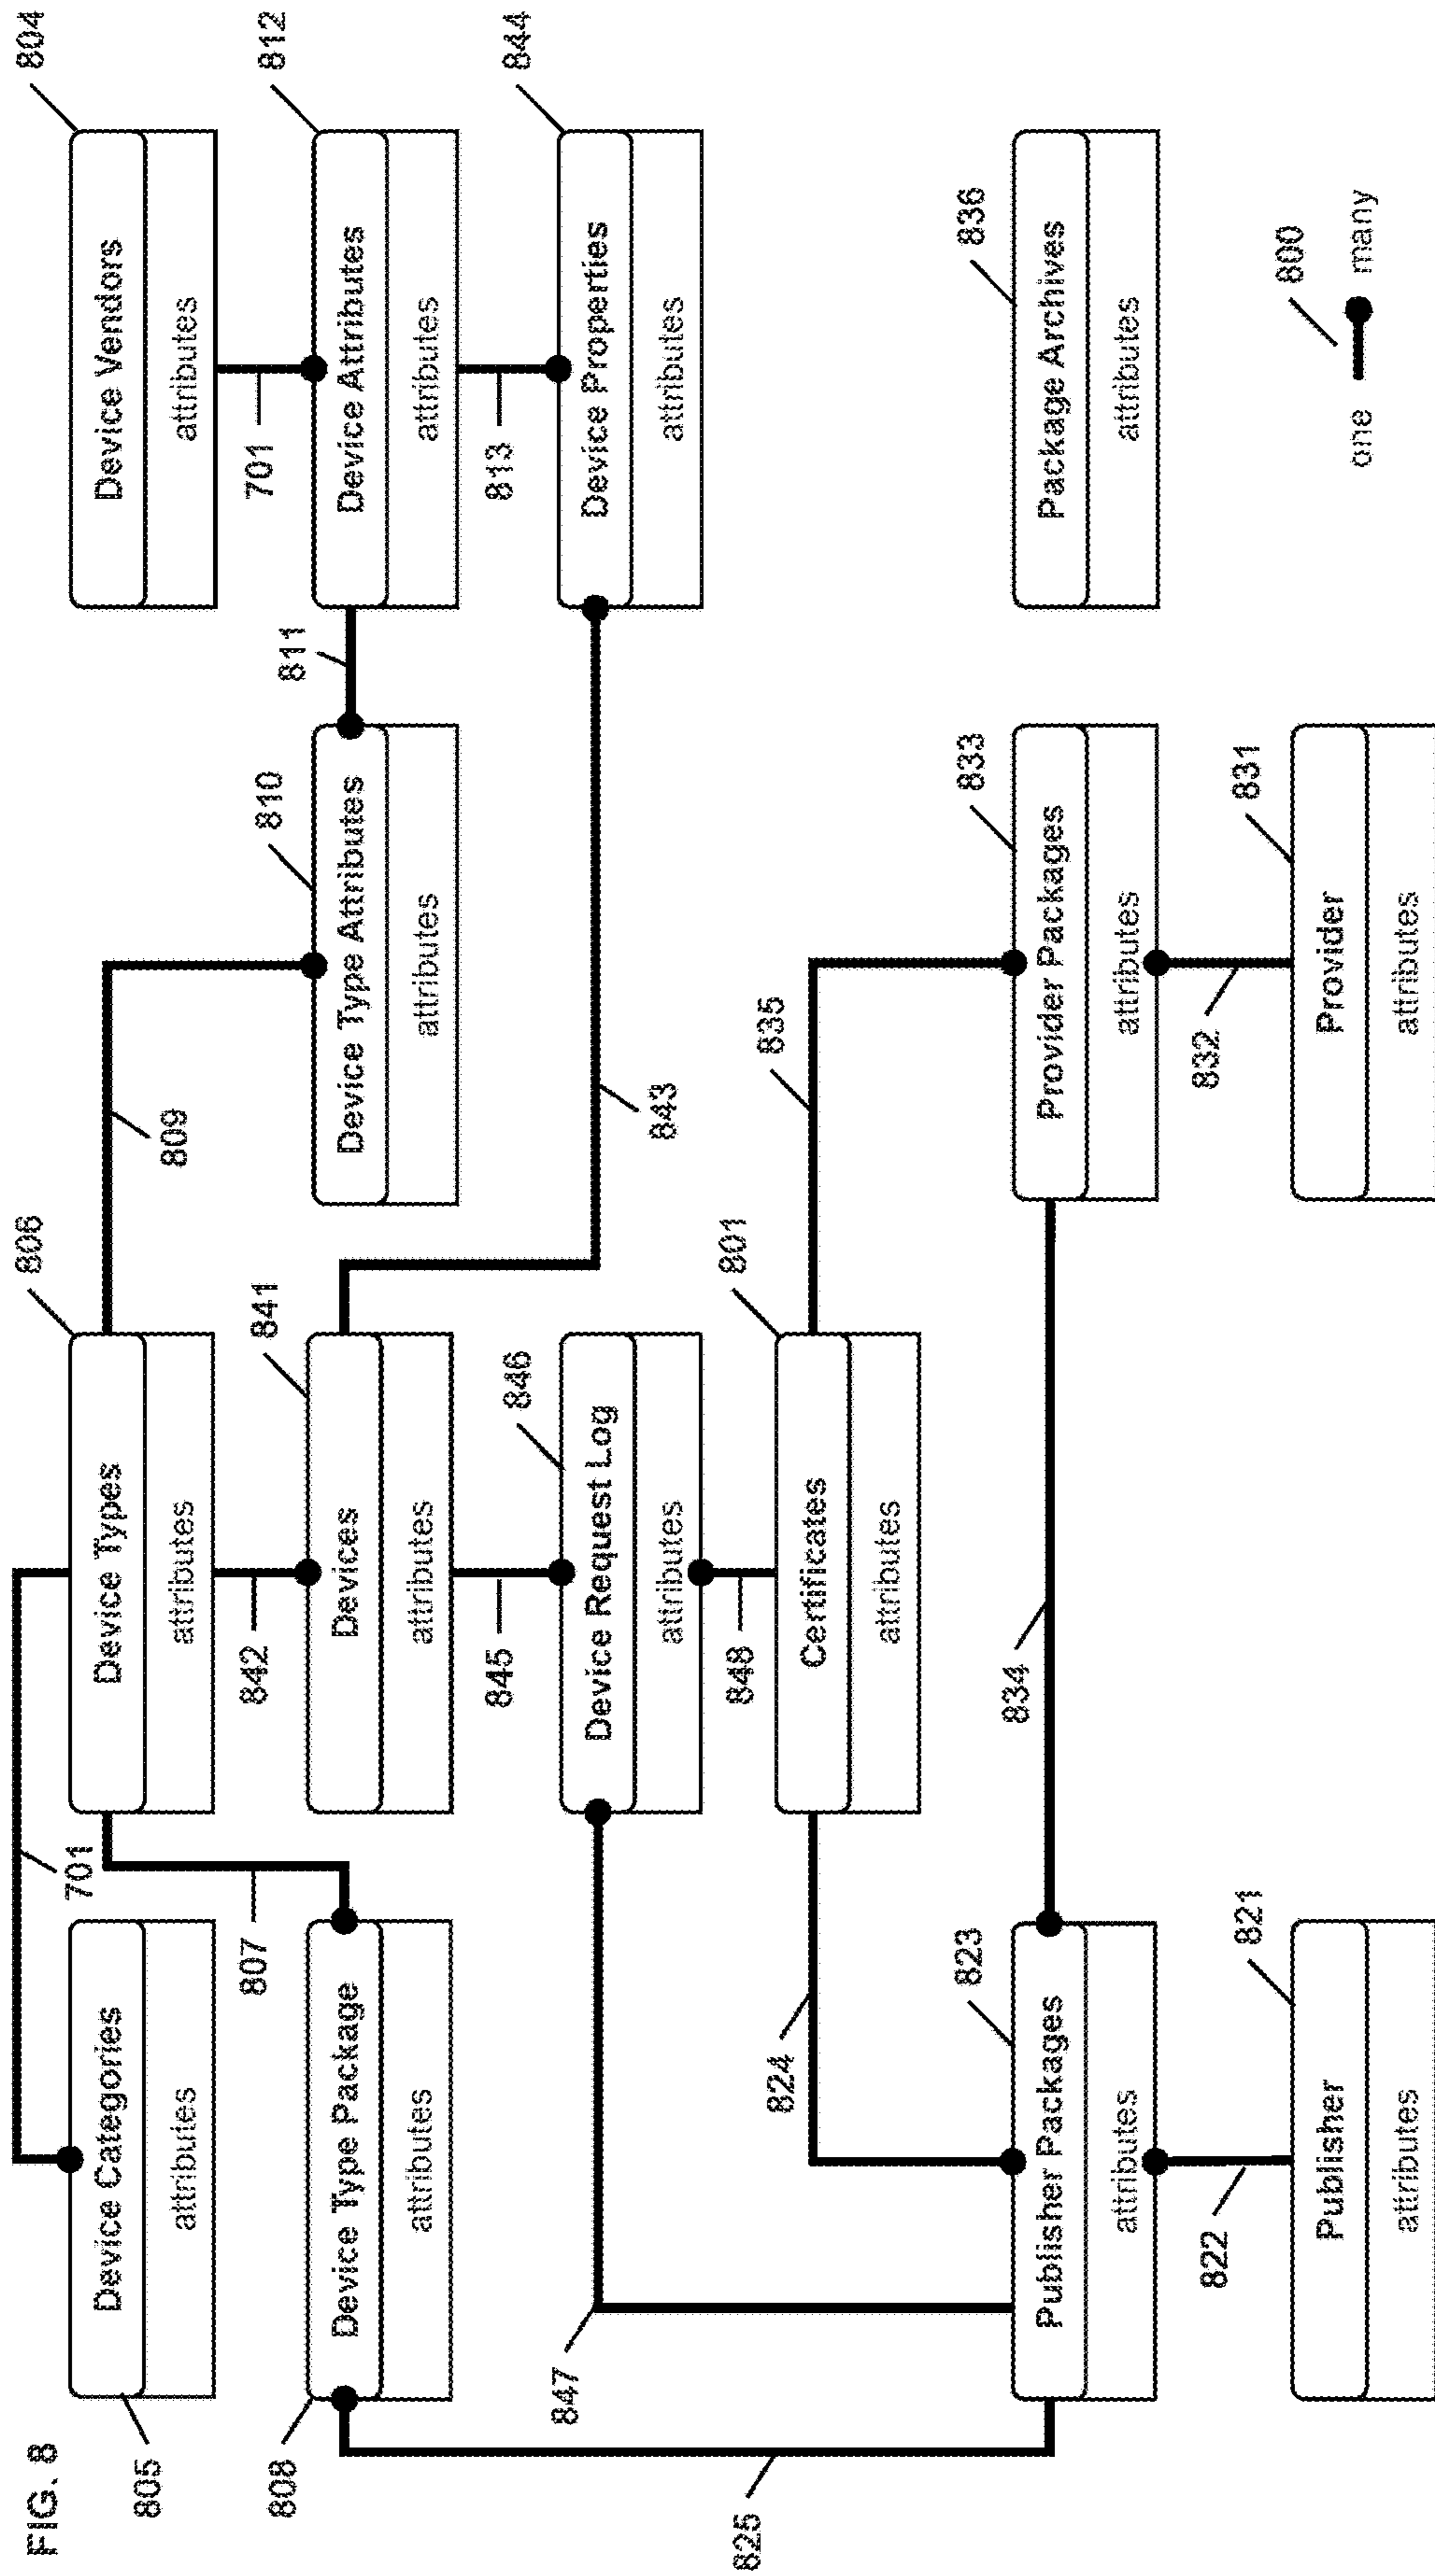 FIG. 8
805
Device Categories
attributes
701
806
Device Types
attributes
804
Device Vendors
attributes
807
842
809
701
808
Device Type Package
attributes
841
Devices
attributes
810
Device Type Attributes
attributes
811
812
Device Attributes
attributes
845
813
847
846
Device Request Log
attributes
843
844
Device Properties
attributes
848
824
801
Certificates
attributes
835
825
823
Publisher Packages
attributes
834
833
Provider Packages
attributes
836
Package Archives
attributes
822
832
821
Publisher
attributes
831
Provider
attributes
800
one many